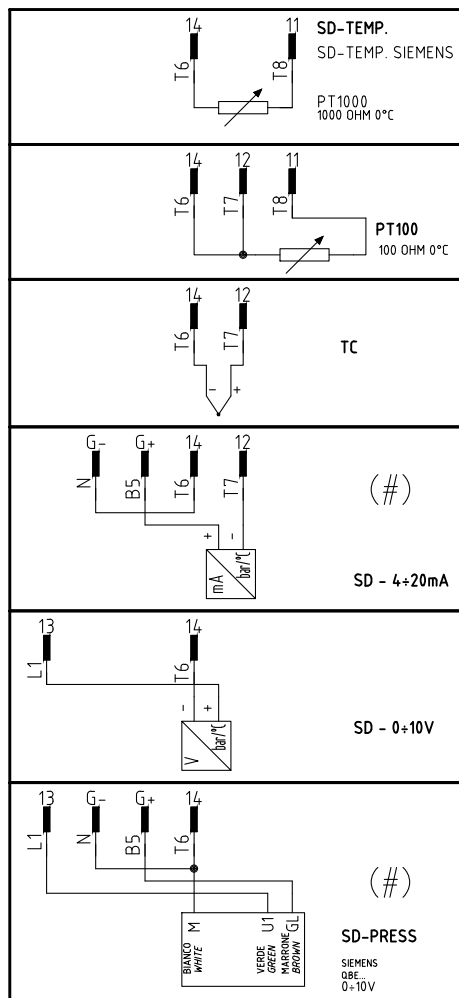 14 11 SD-TEMP.
SD-TEMP. SIEMENS
T6 T8
PT1000
1000 OHM 0°C
14 12 11
T6 T7 T8
PT100
100 OHM 0°C
14 12
T6 T7
TC
- +
G- G+ 14 12
N B5 T6 T7
(#)
+ -
mA bar/°C
SD - 4÷20mA
13 14
L1 T6
- +
V bar/°C
SD - 0÷10V
13 G- G+ 14
L1 N B5 T6
(#)
M U1 GL
BIANCO VERDE MARRONE
WHITE GREEN BROWN
SD-PRESS
SIEMENS
QBE...
0÷10V